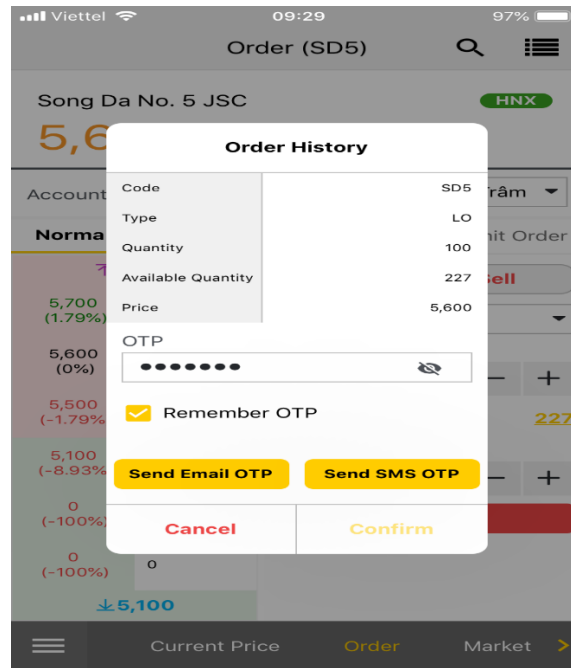 Viettel 09:29 97%
Order (SD5)
Song Da No. 5 JSC HNX
5,6
Order History
Account râm
Code SD5
Type LO
Norma nit Order
Quantity 100
Available Quantity 227
ell
Price 5,600
5,700
(1.79%)
OTP
5,600
(0%)
•••••••
5,500
(-1.79%
Remember OTP
227
5,100
(-8.93%
Send Email OTP Send SMS OTP
0
(-100%)
Cancel Confirm
0
(-100%)
0
5,100
Current Price Order Market >